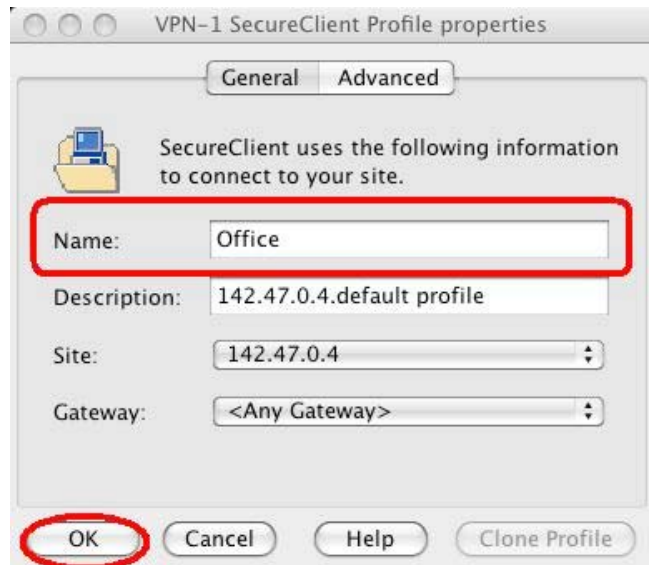 VPN-1 SecureClient Profile properties
General Advanced
SecureClient uses the following information
to connect to your site.
Name: Office
Description: 142.47.0.4.default profile
Site: 142.47.0.4
Gateway: <Any Gateway>
OK Cancel Help Clone Profile